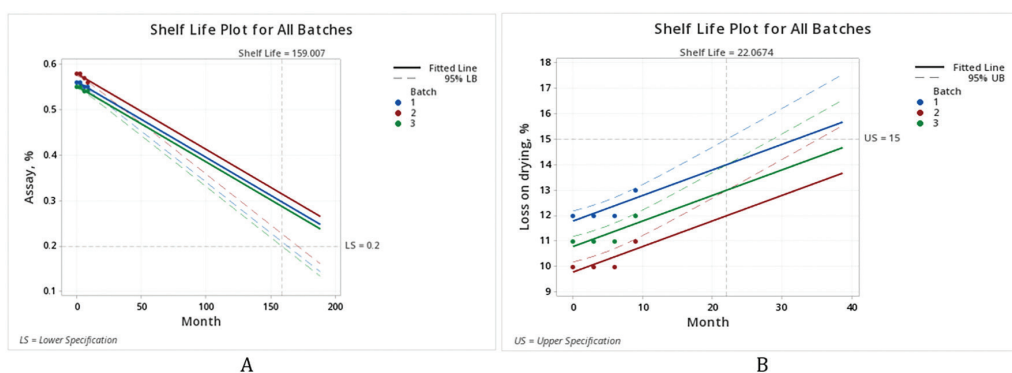 Shelf Life Plot for All Batches
Shelf Life = 159.007
0.6
0.5
0.4
0.3
0.2
0.1
Assay, %
0
50
100
150
200
Month
LS = 0.2
Fitted Line
95% LB
Batch
1
2
3
LS = Lower Specification
A
Shelf Life Plot for All Batches
Shelf Life = 22.0674
18
17
16
15
14
13
12
11
10
9
Loss on drying, %
0
10
20
30
40
Month
US = 15
Fitted Line
95% UB
Batch
1
2
3
US = Upper Specification
B